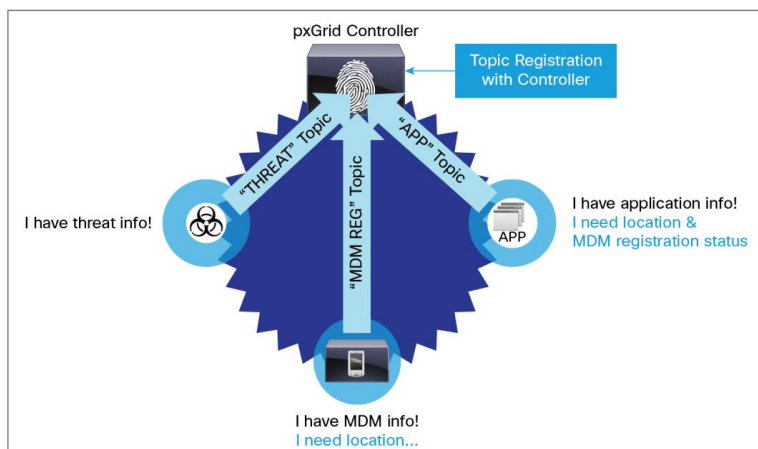 pxGrid Controller
Topic Registration
with Controller
“THREAT” Topic
“MDM REG” Topic
“APP” Topic
I have threat info!
APP
I have application info!
I need location &
MDM registration status
I have MDM info!
I need location...